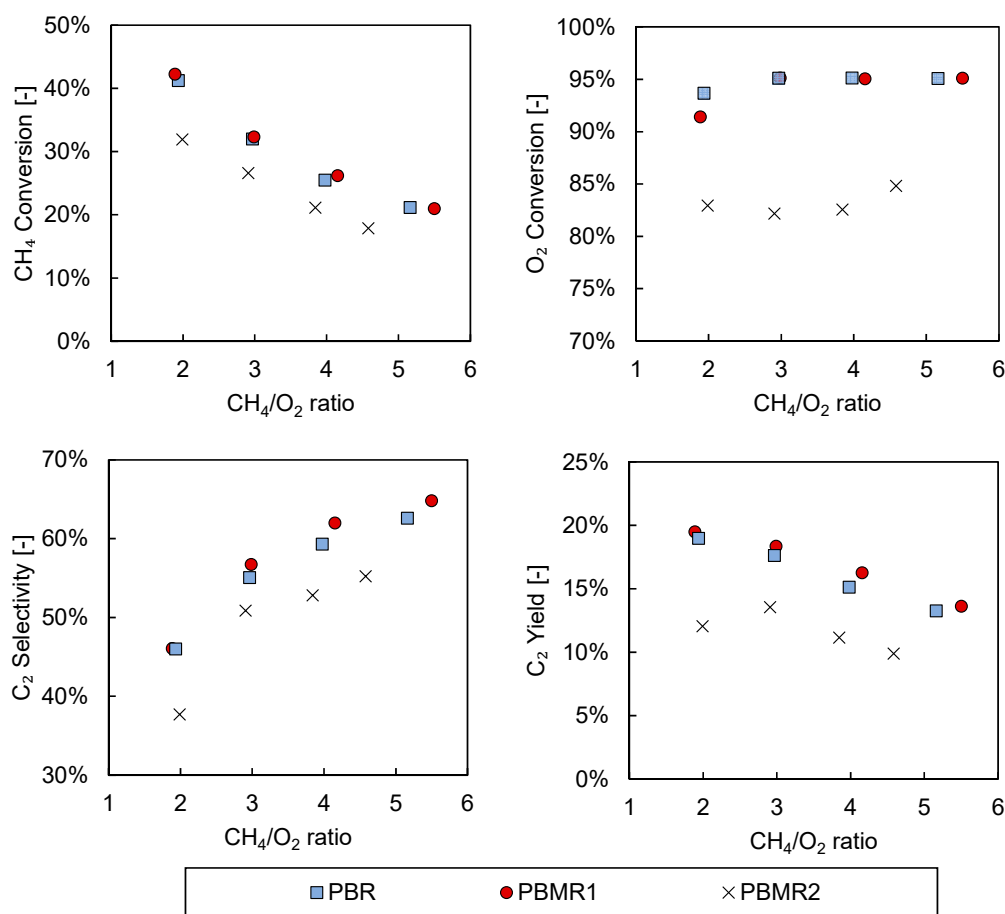 50%
40%
30%
20%
10%
0%
CH₄ Conversion [-]
1 2 3 4 5 6
CH₄/O₂ ratio
100%
95%
90%
85%
80%
75%
70%
O₂ Conversion [-]
1 2 3 4 5 6
CH₄/O₂ ratio
70%
60%
50%
40%
30%
C₂ Selectivity [-]
1 2 3 4 5 6
CH₄/O₂ ratio
25%
20%
15%
10%
5%
0%
C₂ Yield [-]
1 2 3 4 5 6
CH₄/O₂ ratio
PBR PBMR1 PBMR2